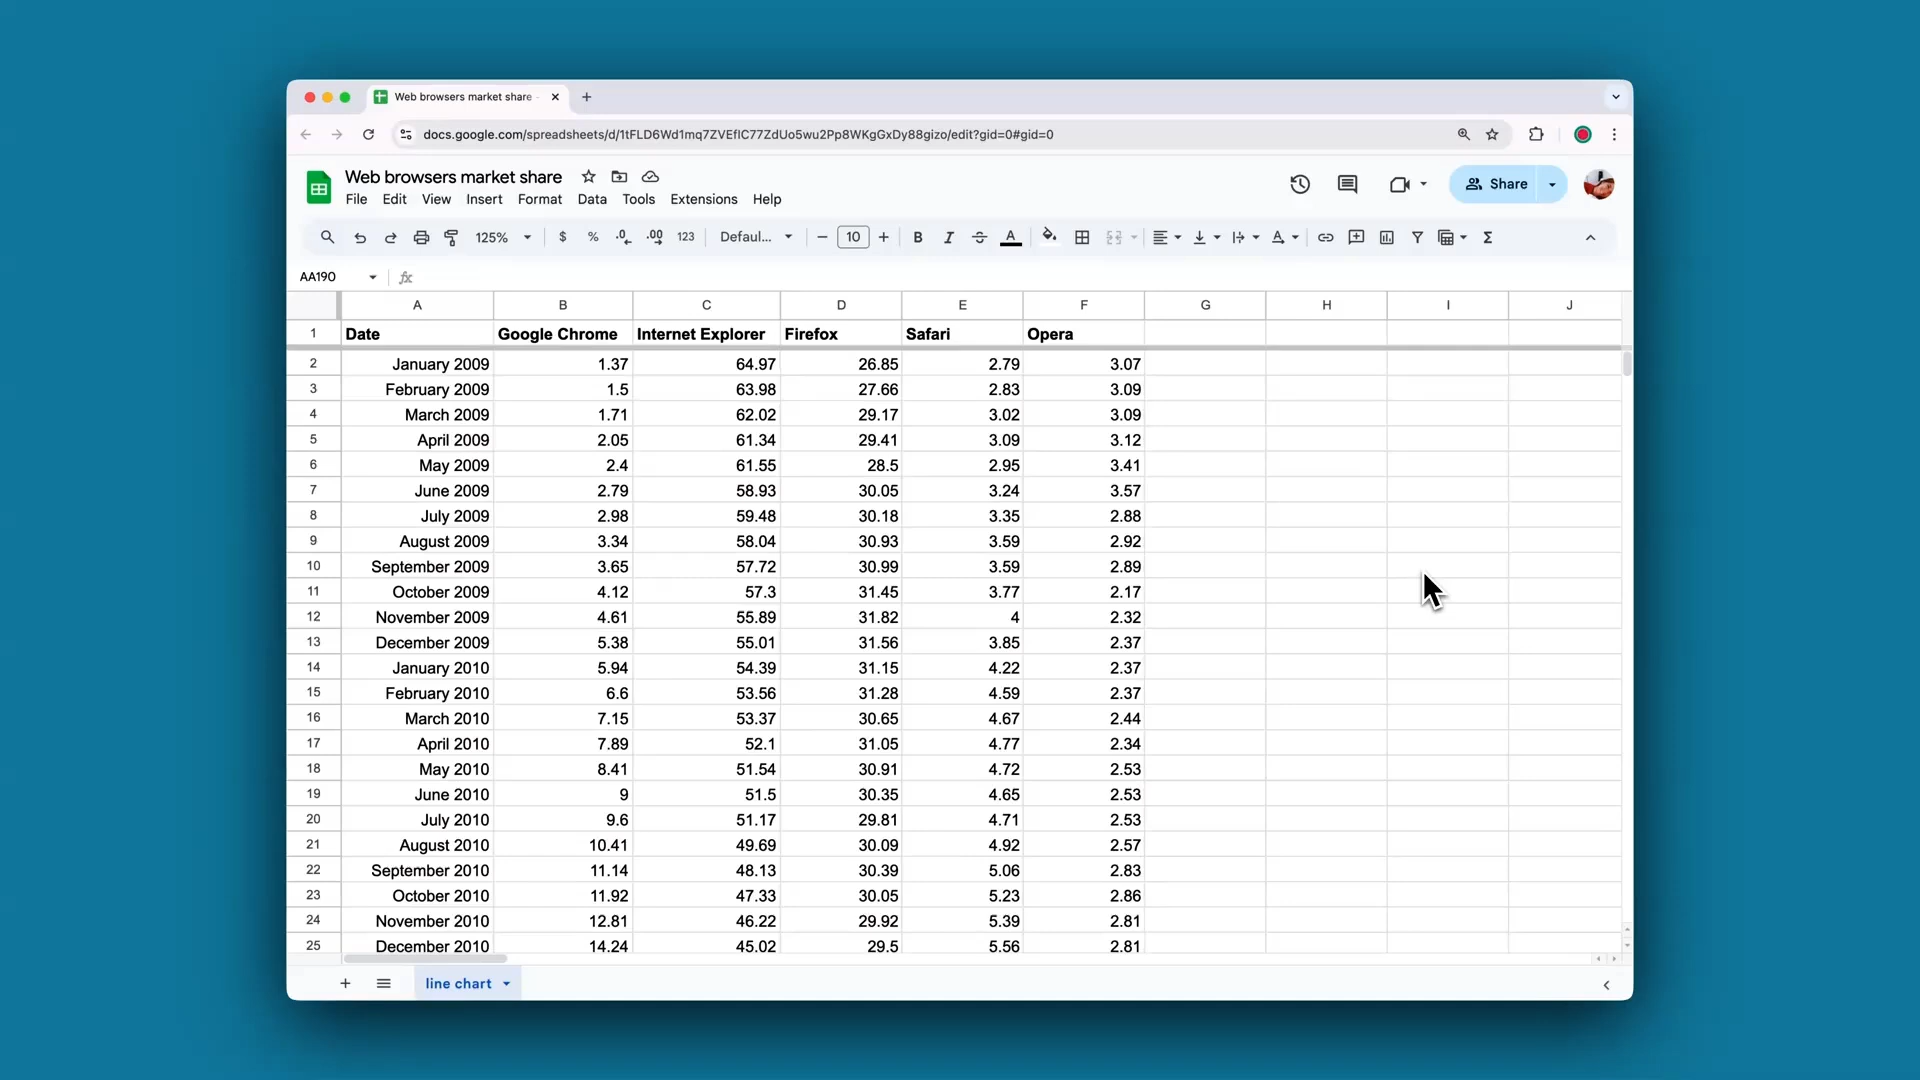 Web browsers market share -
docs.google.com/spreadsheets/d/1tFLD6Wd1mq7ZVEfIC77ZdUo5wu2Pp8WKgGxDy88gizo/edit?gid=0#gid=0
Web browsers market share
File Edit View Insert Format Data Tools Extensions Help
Share
125% $ % .0 .00 123 Defaul... 10 B I A
AA190 fx
A B C D E F G H I J
1 Date Google Chrome Internet Explorer Firefox Safari Opera
2 January 2009 1.37 64.97 26.85 2.79 3.07
3 February 2009 1.5 63.98 27.66 2.83 3.09
4 March 2009 1.71 62.02 29.17 3.02 3.09
5 April 2009 2.05 61.34 29.41 3.09 3.12
6 May 2009 2.4 61.55 28.5 2.95 3.41
7 June 2009 2.79 58.93 30.05 3.24 3.57
8 July 2009 2.98 59.48 30.18 3.35 2.88
9 August 2009 3.34 58.04 30.93 3.59 2.92
10 September 2009 3.65 57.72 30.99 3.59 2.89
11 October 2009 4.12 57.3 31.45 3.77 2.17
12 November 2009 4.61 55.89 31.82 4 2.32
13 December 2009 5.38 55.01 31.56 3.85 2.37
14 January 2010 5.94 54.39 31.15 4.22 2.37
15 February 2010 6.6 53.56 31.28 4.59 2.37
16 March 2010 7.15 53.37 30.65 4.67 2.44
17 April 2010 7.89 52.1 31.05 4.77 2.34
18 May 2010 8.41 51.54 30.91 4.72 2.53
19 June 2010 9 51.5 30.35 4.65 2.53
20 July 2010 9.6 51.17 29.81 4.71 2.53
21 August 2010 10.41 49.69 30.09 4.92 2.57
22 September 2010 11.14 48.13 30.39 5.06 2.83
23 October 2010 11.92 47.33 30.05 5.23 2.86
24 November 2010 12.81 46.22 29.92 5.39 2.81
25 December 2010 14.24 45.02 29.5 5.56 2.81
line chart